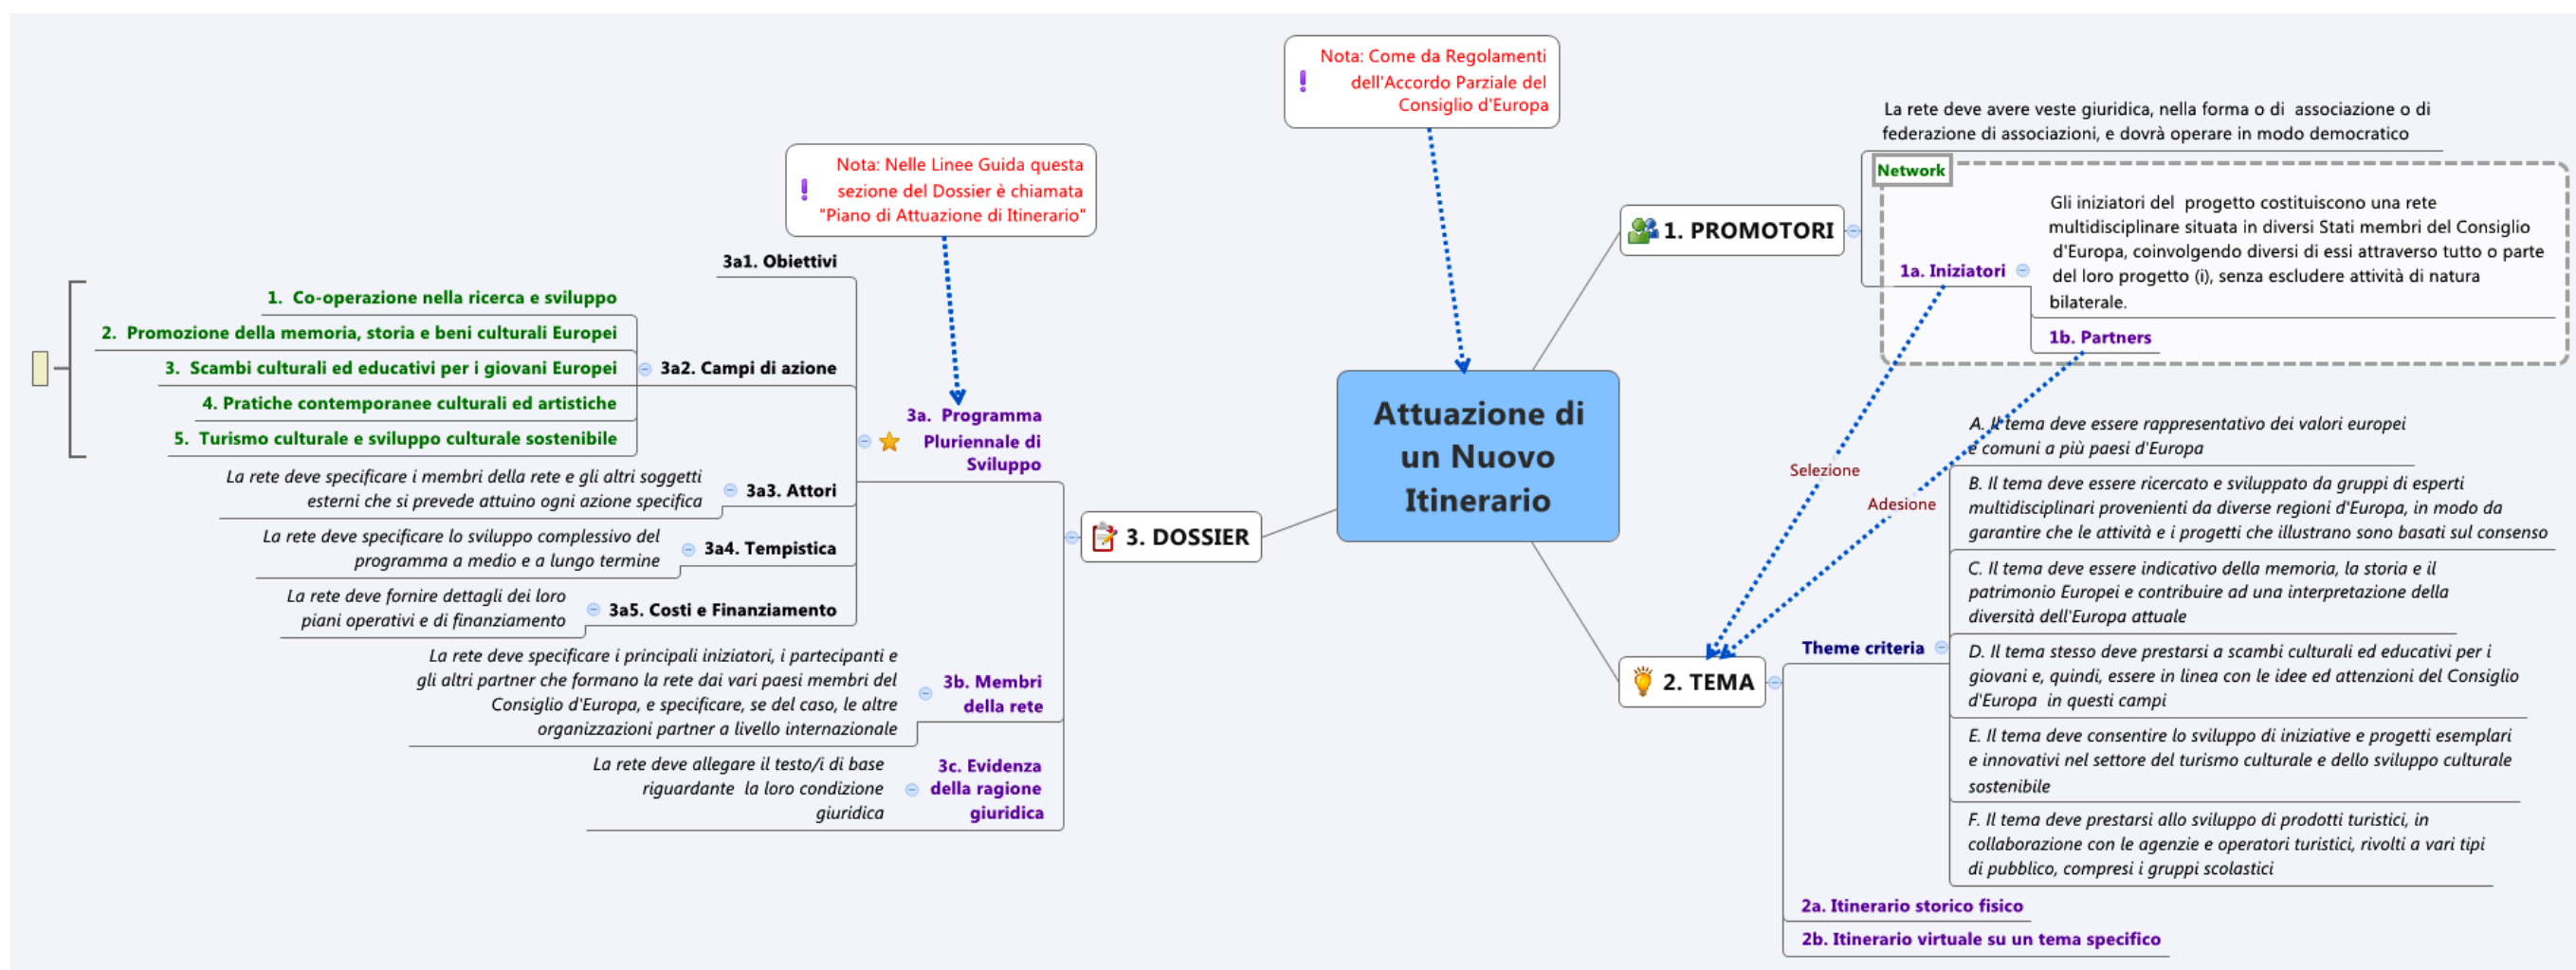 Nota: Come da Regolamenti
dell'Accordo Parziale del
Consiglio d'Europa
Nota: Nelle Linee Guida questa
sezione del Dossier è chiamata
"Piano di Attuazione di Itinerario"
Attuazione di
un Nuovo
Itinerario
1. PROMOTORI
La rete deve avere veste giuridica, nella forma o di associazione o di
federazione di associazioni, e dovrà operare in modo democratico
Network
1a. Iniziatori
Gli iniziatori del progetto costituiscono una rete
multidisciplinare situata in diversi Stati membri del Consiglio
d'Europa, coinvolgendo diversi di essi attraverso tutto o parte
del loro progetto (i), senza escludere attività di natura
bilaterale.
1b. Partners
Selezione
Adesione
2. TEMA
Theme criteria
A. Il tema deve essere rappresentativo dei valori europei
e comuni a più paesi d'Europa
B. Il tema deve essere ricercato e sviluppato da gruppi di esperti
multidisciplinari provenienti da diverse regioni d'Europa, in modo da
garantire che le attività e i progetti che illustrano sono basati sul consenso
C. Il tema deve essere indicativo della memoria, la storia e il
patrimonio Europei e contribuire ad una interpretazione della
diversità dell'Europa attuale
D. Il tema stesso deve prestarsi a scambi culturali ed educativi per i
giovani e, quindi, essere in linea con le idee ed attenzioni del Consiglio
d'Europa in questi campi
E. Il tema deve consentire lo sviluppo di iniziative e progetti esemplari
e innovativi nel settore del turismo culturale e dello sviluppo culturale
sostenibile
F. Il tema deve prestarsi allo sviluppo di prodotti turistici, in
collaborazione con le agenzie e operatori turistici, rivolti a vari tipi
di pubblico, compresi i gruppi scolastici
2a. Itinerario storico fisico
2b. Itinerario virtuale su un tema specifico
3. DOSSIER
3a. Programma
Pluriennale di
Sviluppo
3a1. Obiettivi
3a2. Campi di azione
1. Co-operazione nella ricerca e sviluppo
2. Promozione della memoria, storia e beni culturali Europei
3. Scambi culturali ed educativi per i giovani Europei
4. Pratiche contemporanee culturali ed artistiche
5. Turismo culturale e sviluppo culturale sostenibile
3a3. Attori
La rete deve specificare i membri della rete e gli altri soggetti
esterni che si prevede attuino ogni azione specifica
3a4. Tempistica
La rete deve specificare lo sviluppo complessivo del
programma a medio e a lungo termine
3a5. Costi e Finanziamento
La rete deve fornire dettagli dei loro
piani operativi e di finanziamento
3b. Membri
della rete
La rete deve specificare i principali iniziatori, i partecipanti e
gli altri partner che formano la rete dai vari paesi membri del
Consiglio d'Europa, e specificare, se del caso, le altre
organizzazioni partner a livello internazionale
3c. Evidenza
della ragione
giuridica
La rete deve allegare il testo/i di base
riguardante la loro condizione
giuridica